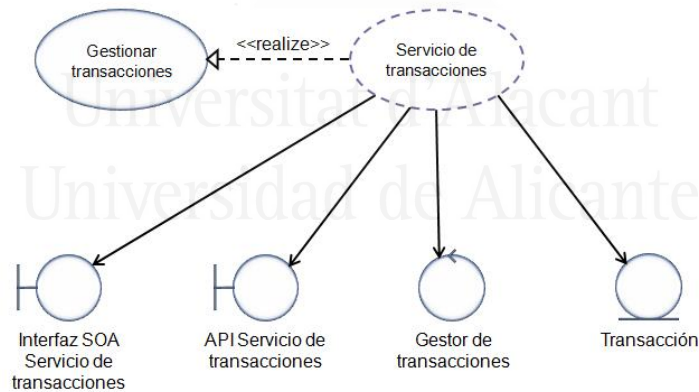 Gestionar
transacciones
<<realize>>
Servicio de
transacciones
Universitat d'Alacant
Universidad de Alicante
Interfaz SOA
Servicio de
transacciones
API Servicio de
transacciones
Gestor de
transacciones
Transacción